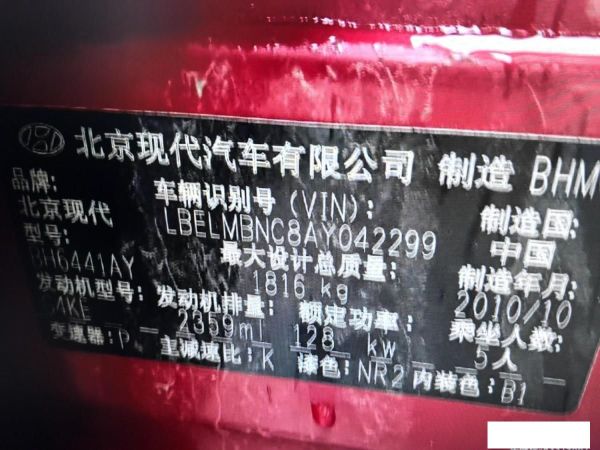 北京现代汽车有限公司 制造 BHM
品牌: 车辆识别号 (VIN): 制造国:
北京现代 LBELMBNC8AY042299 中国
型号: 最大设计总质量: 制造年月:
BH6441AY 1816 kg 2010/10
发动机型号: 发动机排量: 额定功率: 乘坐人数:
4KE 2359ml 128 kw 5人
变速器: P 主减速比: K 漆色: NR2 内装色: B1